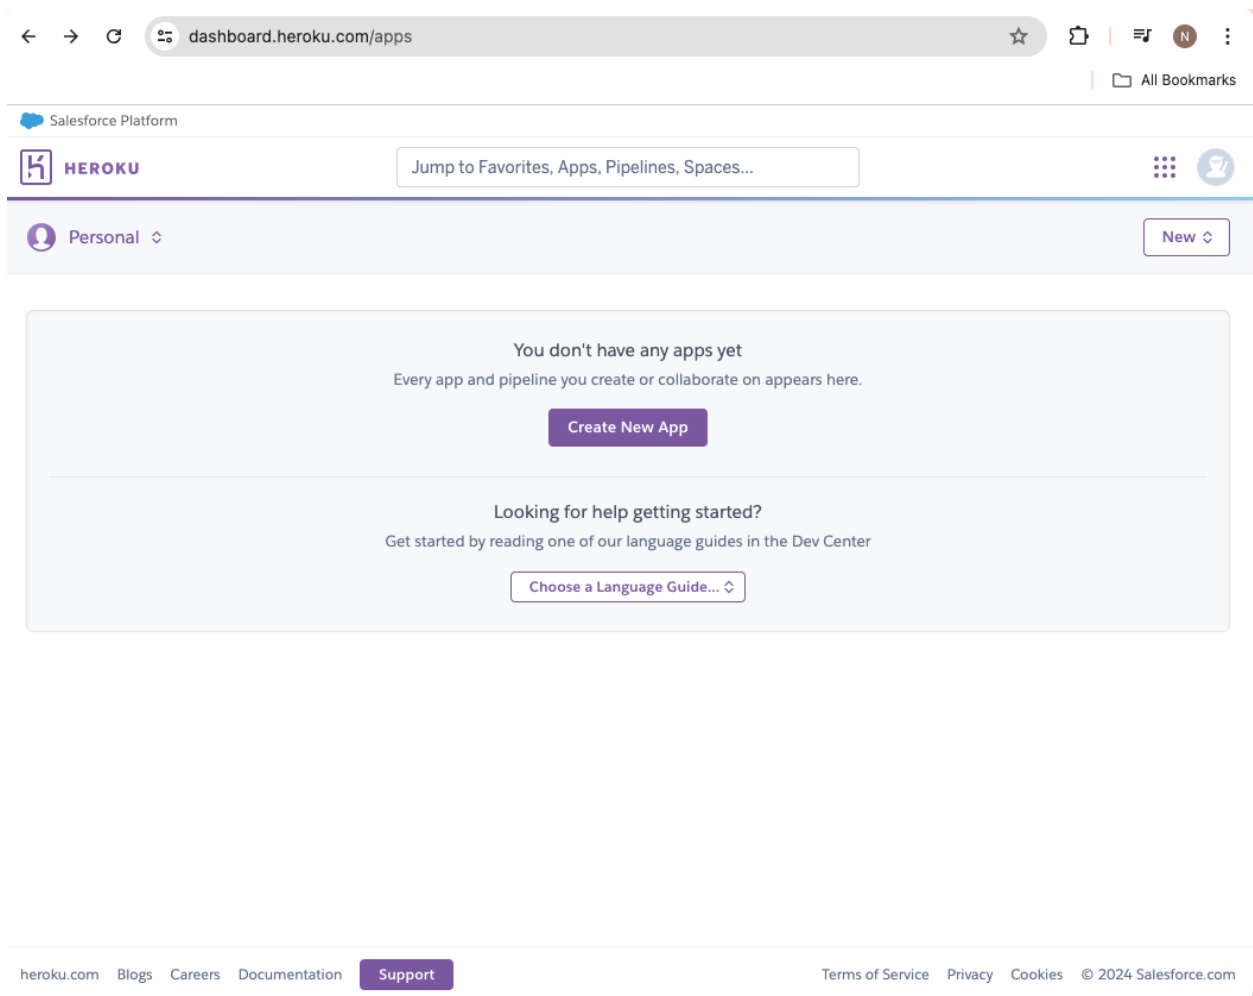 dashboard.heroku.com/apps
N
All Bookmarks
Salesforce Platform
HEROKU
Jump to Favorites, Apps, Pipelines, Spaces...
Personal
New
You don't have any apps yet
Every app and pipeline you create or collaborate on appears here.
Create New App
Looking for help getting started?
Get started by reading one of our language guides in the Dev Center
Choose a Language Guide...
heroku.com Blogs Careers Documentation Support Terms of Service Privacy Cookies © 2024 Salesforce.com